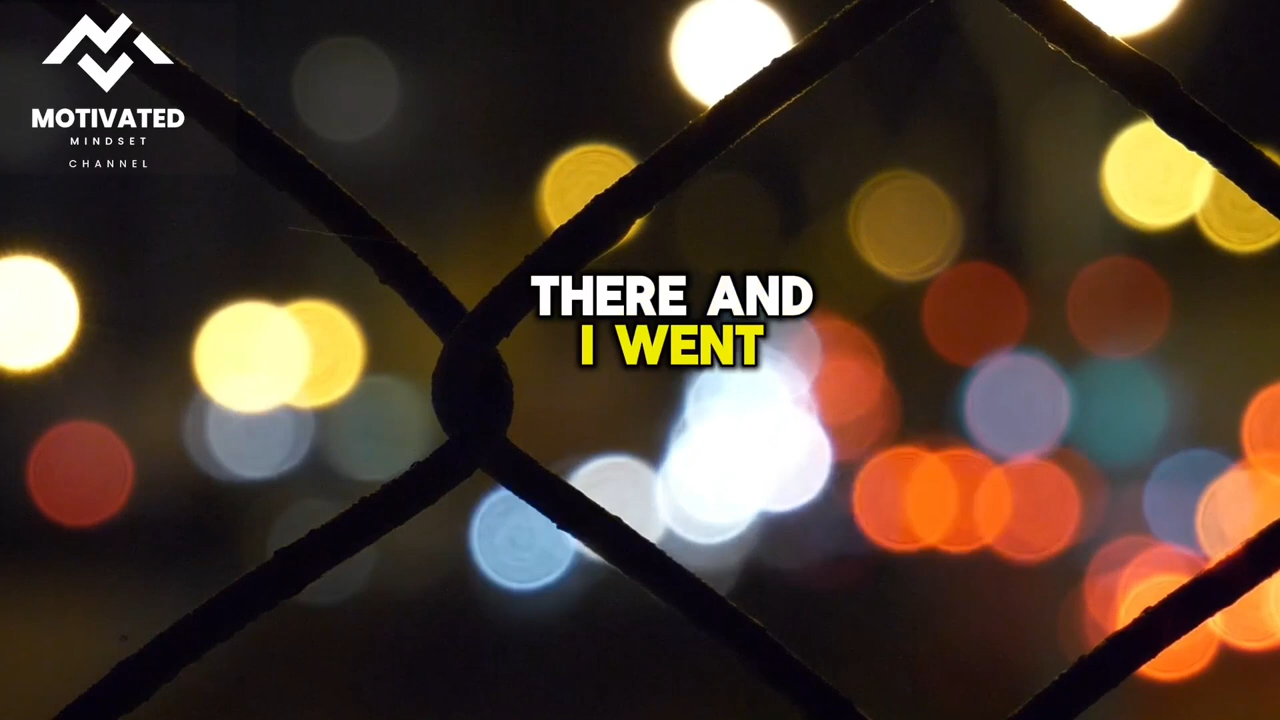 MOTIVATED
MINDSET
CHANNEL
THERE AND
I WENT